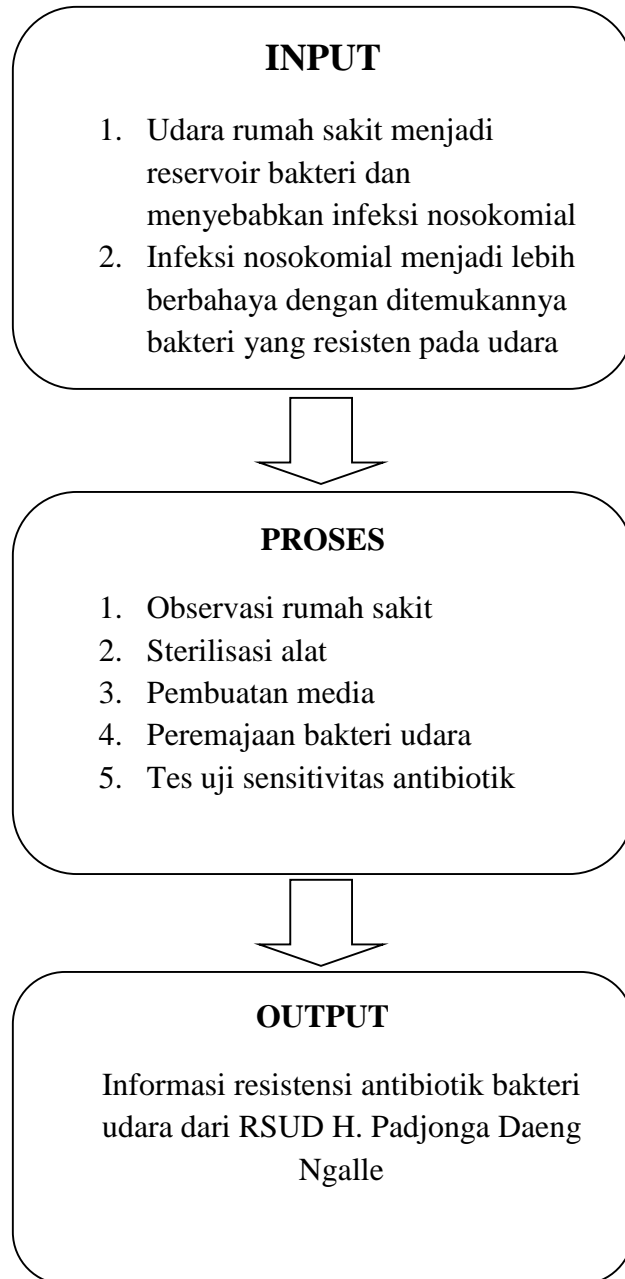 INPUT
1. Udara rumah sakit menjadi
reservoir bakteri dan
menyebabkan infeksi nosokomial
2. Infeksi nosokomial menjadi lebih
berbahaya dengan ditemukannya
bakteri yang resisten pada udara
PROSES
1. Observasi rumah sakit
2. Sterilisasi alat
3. Pembuatan media
4. Peremajaan bakteri udara
5. Tes uji sensitivitas antibiotik
OUTPUT
Informasi resistensi antibiotik bakteri
udara dari RSUD H. Padjonga Daeng
Ngalle